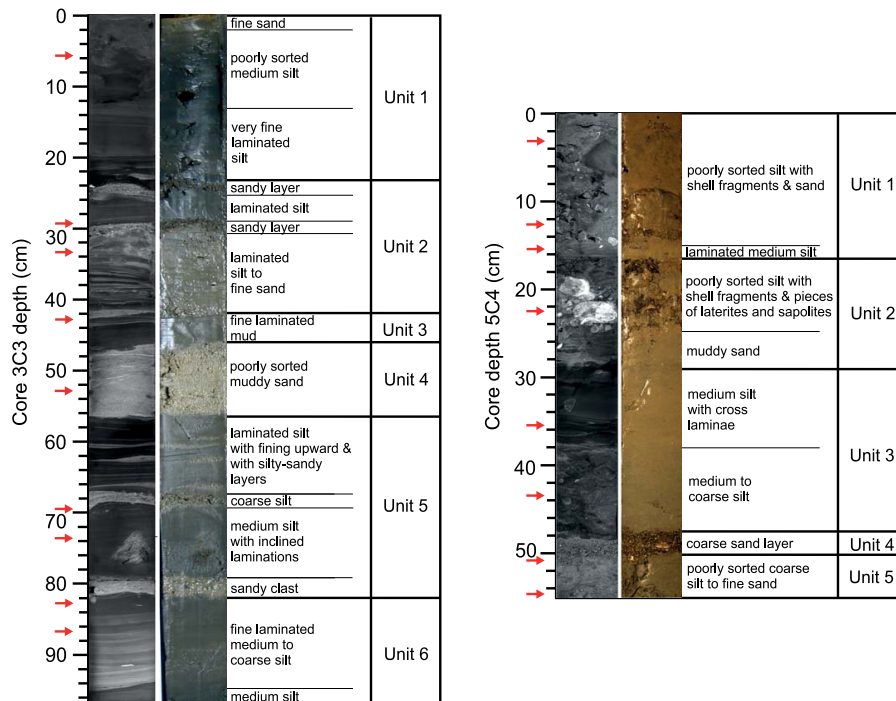 Core 3C3 depth (cm)
0
10
20
30
40
50
60
70
80
90
fine sand
poorly sorted
medium silt
very fine
laminated
silt
Unit 1
sandy layer
laminated silt
sandy layer
laminated
silt to
fine sand
Unit 2
fine laminated
mud
Unit 3
poorly sorted
muddy sand
Unit 4
laminated silt
with fining upward &
with silty-sandy
layers
coarse silt
medium silt
with inclined
laminations
sandy clast
Unit 5
fine laminated
medium to
coarse silt
medium silt
Unit 6
Core depth 5C4 (cm)
0
10
20
30
40
50
poorly sorted silt with
shell fragments & sand
laminated medium silt
Unit 1
poorly sorted silt with
shell fragments & pieces
of laterites and sapolites
muddy sand
Unit 2
medium silt
with cross
laminae
medium to
coarse silt
Unit 3
coarse sand layer
Unit 4
poorly sorted coarse
silt to fine sand
Unit 5